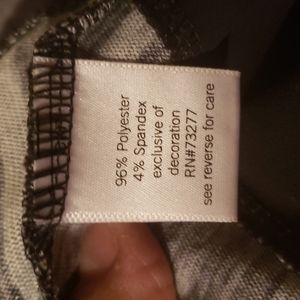 96% Polyester
4% Spandex
exclusive of
decoration
RN#73277
see reverse for care